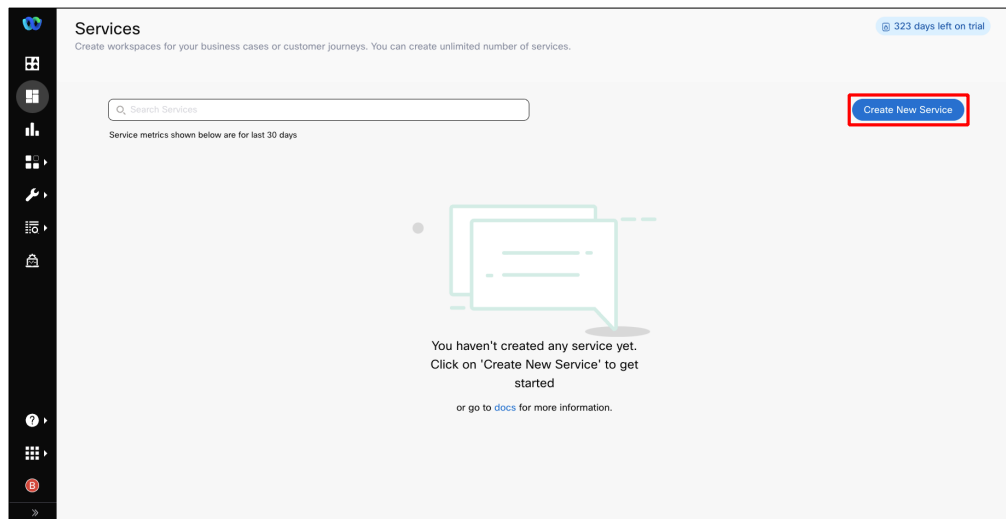 Services
323 days left on trial
Create workspaces for your business cases or customer journeys. You can create unlimited number of services.
Search Services
Create New Service
Service metrics shown below are for last 30 days
You haven't created any service yet.
Click on 'Create New Service' to get
started
or go to docs for more information.
?
B